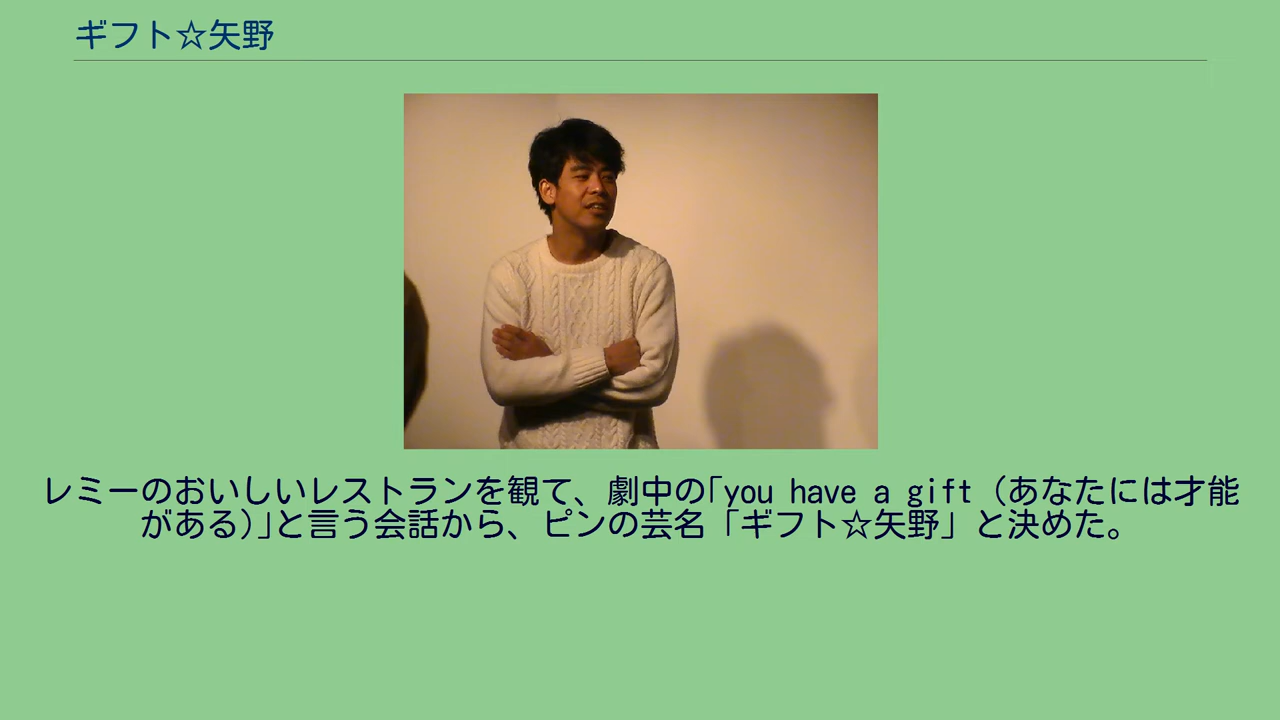 ギフト☆矢野
レミーのおいしいレストランを観て、劇中の｢you have a gift (あなたには才能
がある)｣と言う会話から、ピンの芸名「ギフト☆矢野」と決めた。